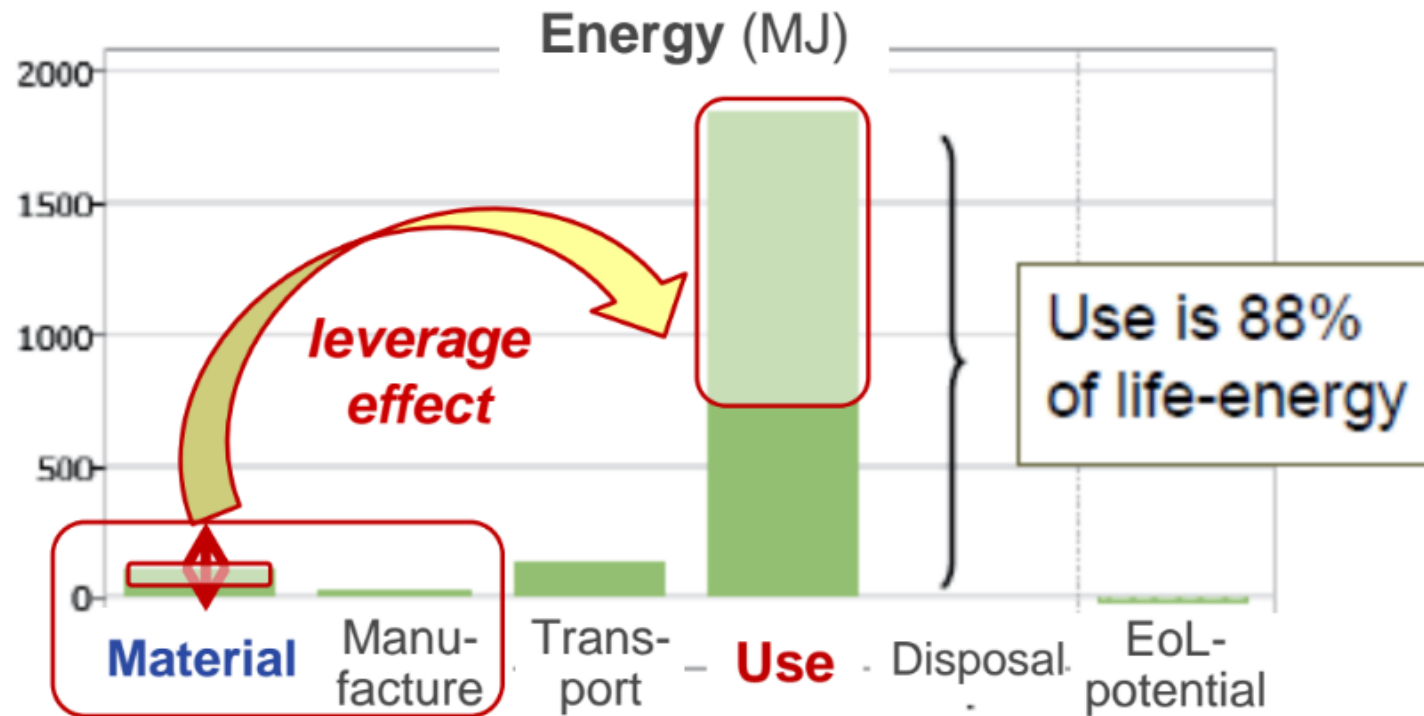 Energy (MJ)
2000
1500
1000
500
0
leverage
effect
Use is 88%
of life-energy
Material
Manu-
facture
Trans-
port
Use
Disposal
EoL-
potential